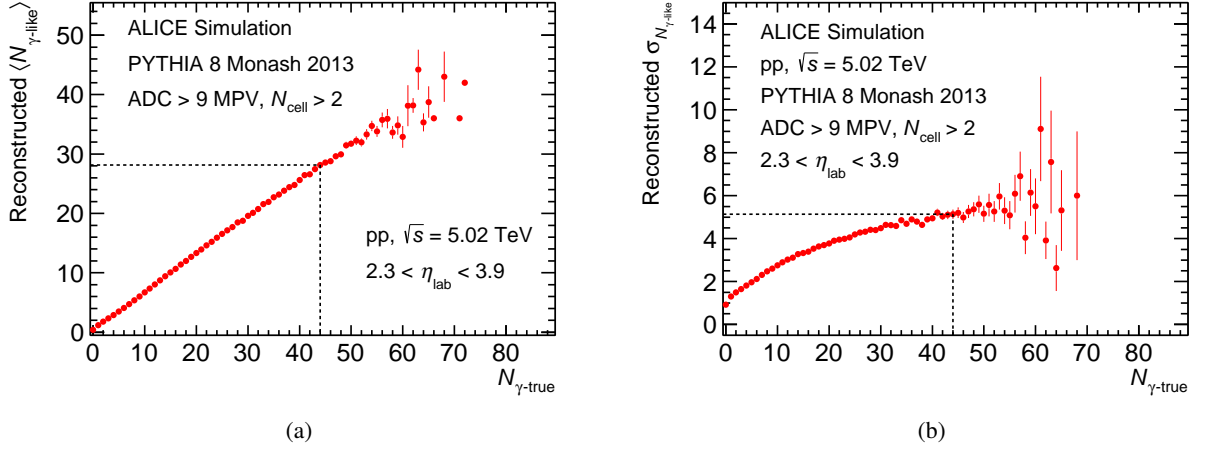 Reconstructed ⟨N_γ-like⟩
50
40
30
20
10
0
ALICE Simulation
PYTHIA 8 Monash 2013
ADC > 9 MPV, N_cell > 2
pp, √s = 5.02 TeV
2.3 < η_lab < 3.9
0 10 20 30 40 50 60 70 80
N_γ-true
(a)
Reconstructed σ_N_γ-like
14
12
10
8
6
4
2
0
ALICE Simulation
pp, √s = 5.02 TeV
PYTHIA 8 Monash 2013
ADC > 9 MPV, N_cell > 2
2.3 < η_lab < 3.9
0 10 20 30 40 50 60 70 80
N_γ-true
(b)